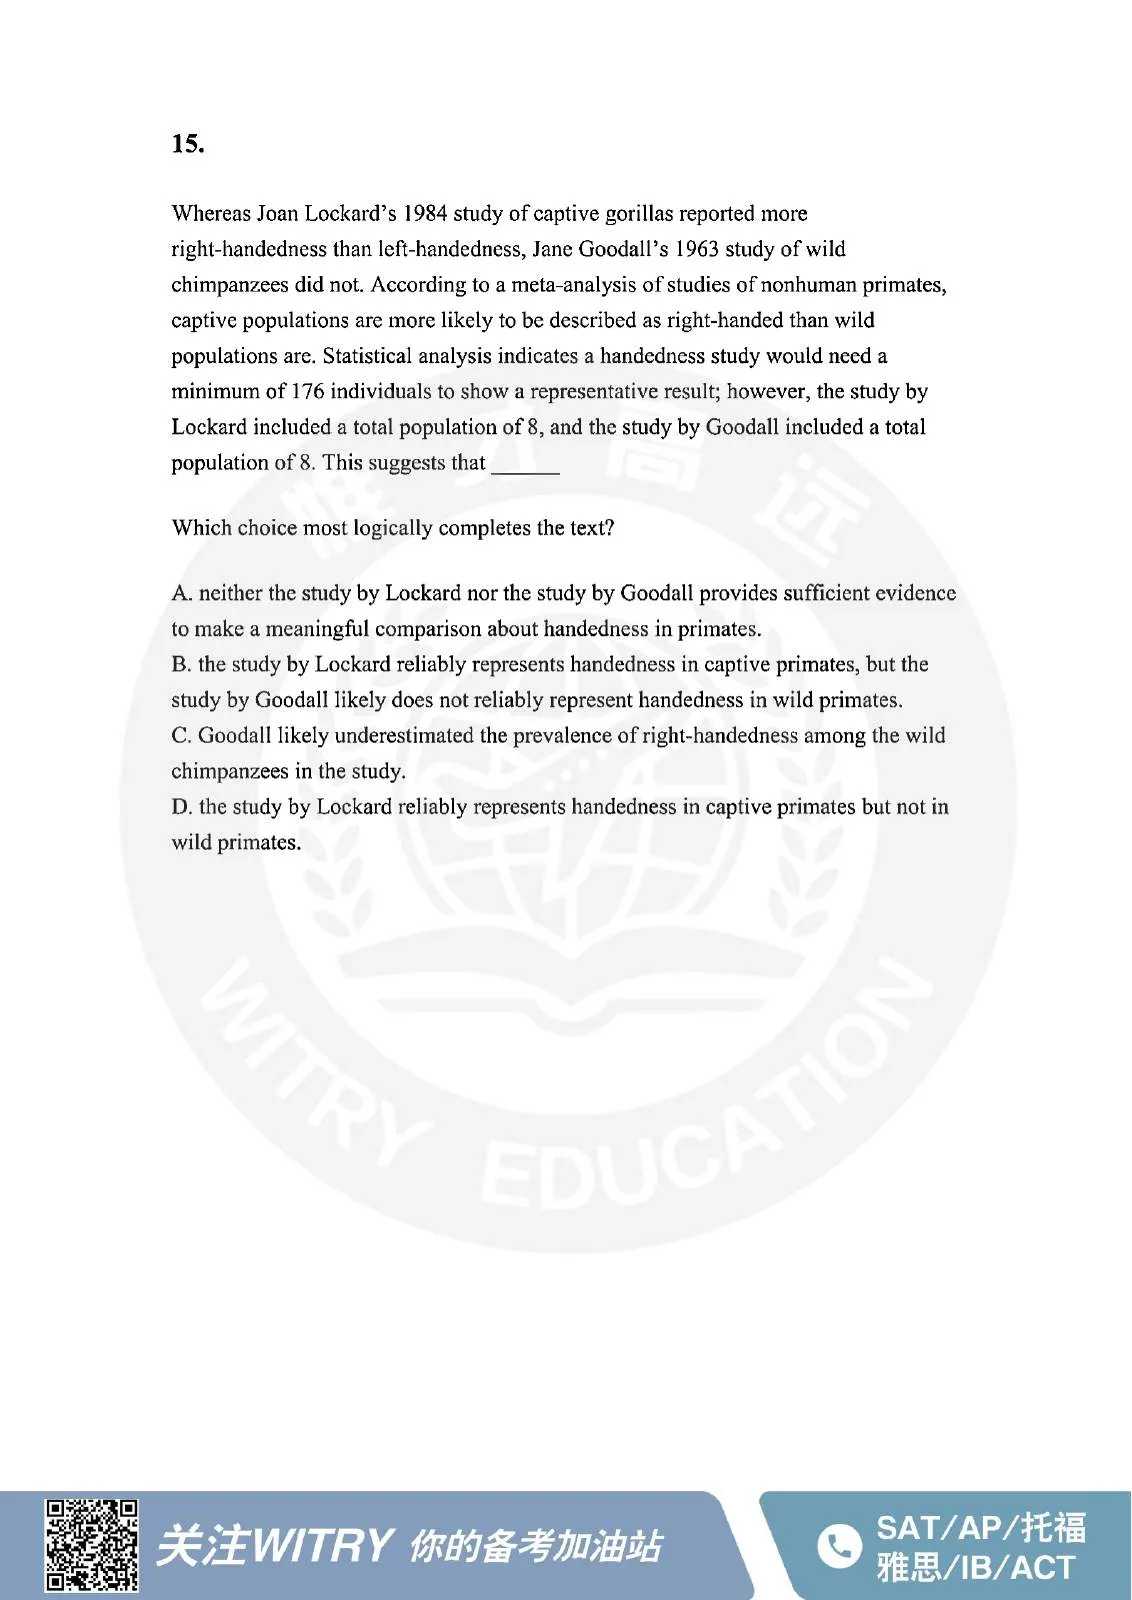 15.
Whereas Joan Lockard’s 1984 study of captive gorillas reported more
right-handedness than left-handedness, Jane Goodall’s 1963 study of wild
chimpanzees did not. According to a meta-analysis of studies of nonhuman primates,
captive populations are more likely to be described as right-handed than wild
populations are. Statistical analysis indicates a handedness study would need a
minimum of 176 individuals to show a representative result; however, the study by
Lockard included a total population of 8, and the study by Goodall included a total
population of 8. This suggests that ______
Which choice most logically completes the text?
A. neither the study by Lockard nor the study by Goodall provides sufficient evidence
to make a meaningful comparison about handedness in primates.
B. the study by Lockard reliably represents handedness in captive primates, but the
study by Goodall likely does not reliably represent handedness in wild primates.
C. Goodall likely underestimated the prevalence of right-handedness among the wild
chimpanzees in the study.
D. the study by Lockard reliably represents handedness in captive primates but not in
wild primates.
WITRY EDUCATION
关注WITRY 你的备考加油站
SAT/AP/托福
雅思/IB/ACT